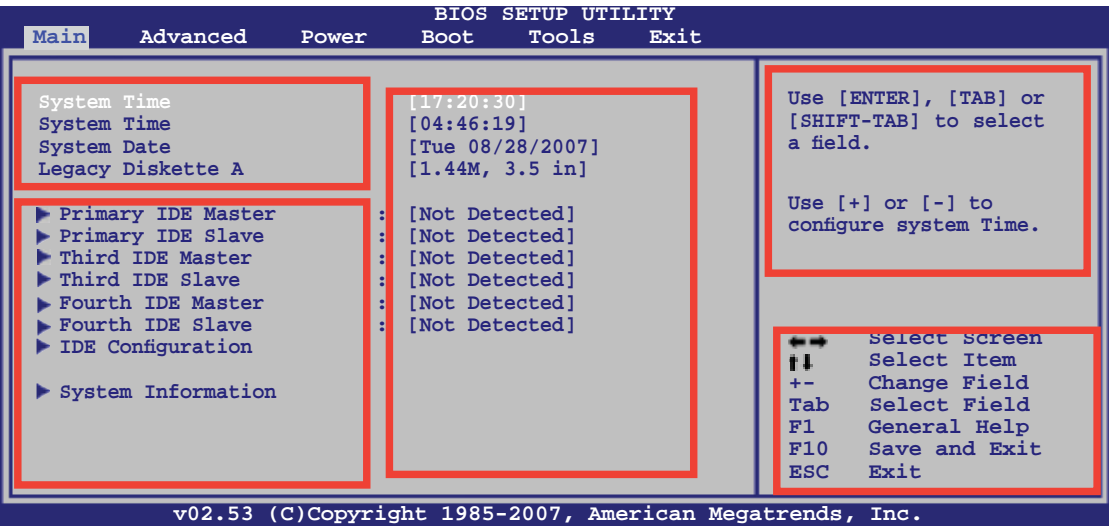 BIOS SETUP UTILITY
Main Advanced Power Boot Tools Exit
System Time [17:20:30]
System Time [04:46:19]
System Date [Tue 08/28/2007]
Legacy Diskette A [1.44M, 3.5 in]
Primary IDE Master : [Not Detected]
Primary IDE Slave : [Not Detected]
Third IDE Master : [Not Detected]
Third IDE Slave : [Not Detected]
Fourth IDE Master : [Not Detected]
Fourth IDE Slave : [Not Detected]
IDE Configuration
System Information
Use [ENTER], [TAB] or
[SHIFT-TAB] to select
a field.
Use [+] or [-] to
configure system Time.
←→ Select Screen
↑↓ Select Item
+- Change Field
Tab Select Field
F1 General Help
F10 Save and Exit
ESC Exit
v02.53 (C)Copyright 1985-2007, American Megatrends, Inc.